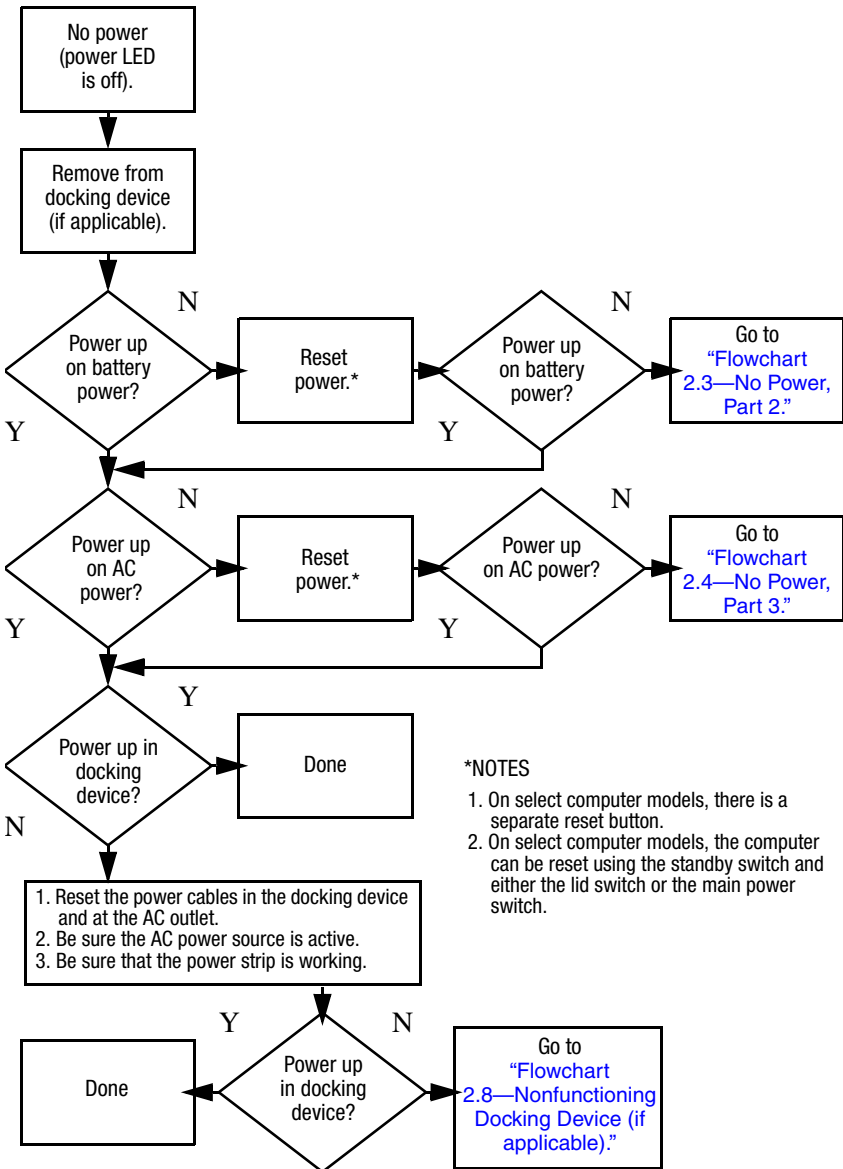 No power
(power LED
is off).
Remove from
docking device
(if applicable).
N
Power up
on battery
power?
Y
Reset
power.*
N
Power up
on battery
power?
Y
Go to
“Flowchart
2.3—No Power,
Part 2.”
N
Power up
on AC
power?
Y
Reset
power.*
N
Power up
on AC power?
Y
Go to
“Flowchart
2.4—No Power,
Part 3.”
Y
Power up in
docking
device?
N
Done
*NOTES
1. On select computer models, there is a
separate reset button.
2. On select computer models, the computer
can be reset using the standby switch and
either the lid switch or the main power
switch.
1. Reset the power cables in the docking device
and at the AC outlet.
2. Be sure the AC power source is active.
3. Be sure that the power strip is working.
Y
N
Done
Power up
in docking
device?
Go to
“Flowchart
2.8—Nonfunctioning
Docking Device (if
applicable).”